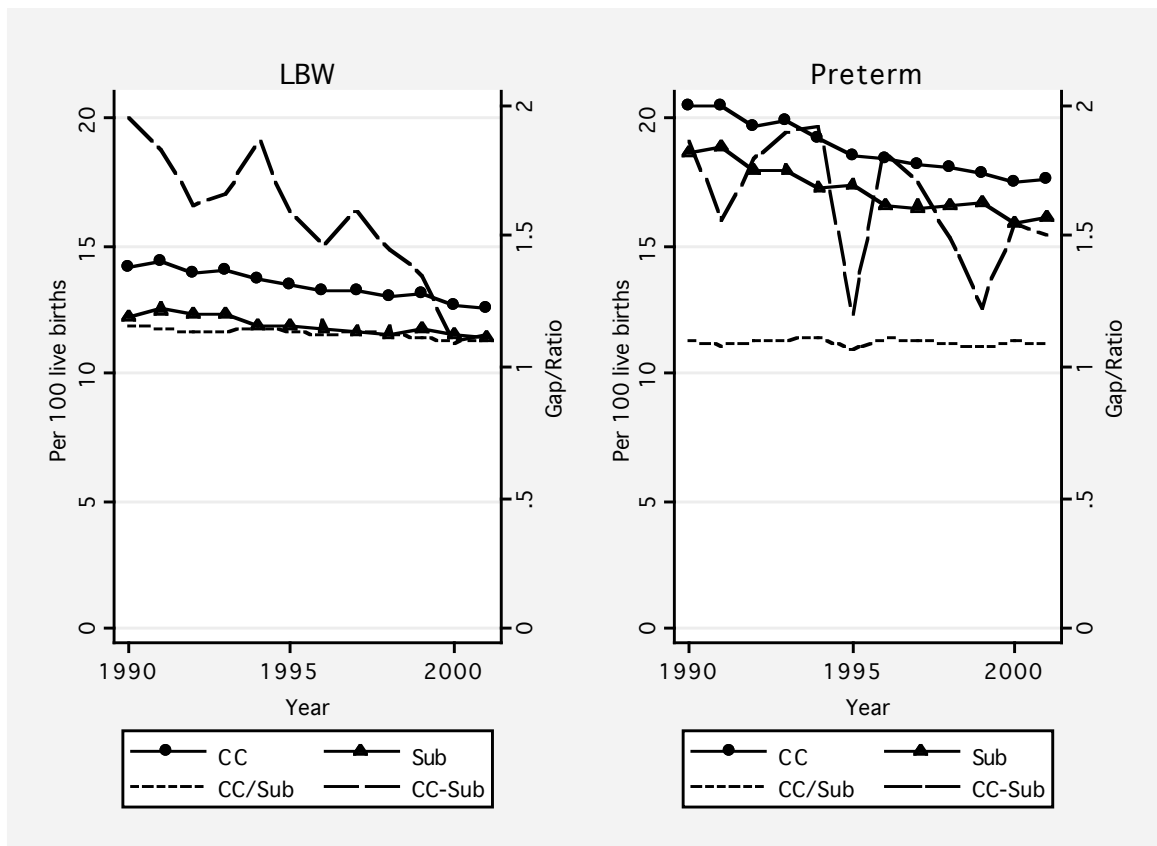 LBW
20
15
10
5
0
Per 100 live births
2
1.5
1
.5
0
Gap/Ratio
1990 1995 2000
Year
CC Sub
CC/Sub CC-Sub
Preterm
20
15
10
5
0
Per 100 live births
2
1.5
1
.5
0
Gap/Ratio
1990 1995 2000
Year
CC Sub
CC/Sub CC-Sub